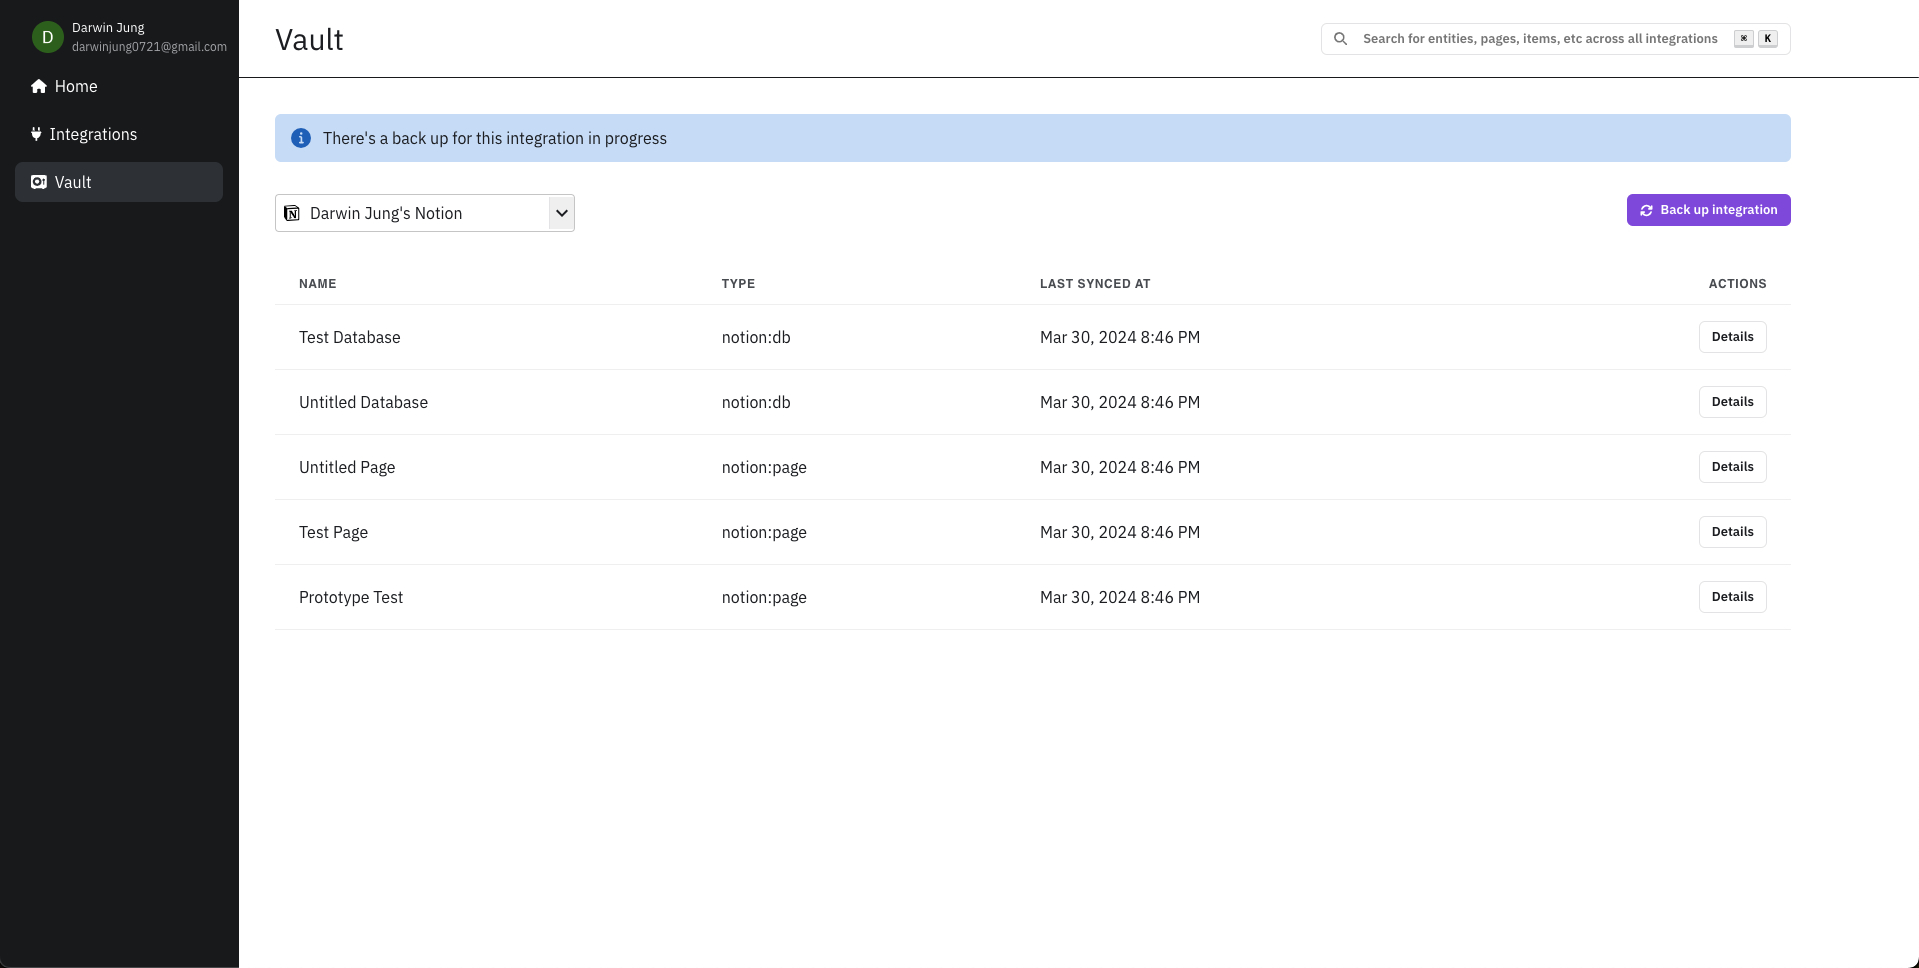 D
Darwin Jung
darwinjung0721@gmail.com
Home
Integrations
Vault
Vault
Search for entities, pages, items, etc across all integrations ⌘ K
There's a back up for this integration in progress
Darwin Jung's Notion
Back up integration
NAME TYPE LAST SYNCED AT ACTIONS
Test Database notion:db Mar 30, 2024 8:46 PM Details
Untitled Database notion:db Mar 30, 2024 8:46 PM Details
Untitled Page notion:page Mar 30, 2024 8:46 PM Details
Test Page notion:page Mar 30, 2024 8:46 PM Details
Prototype Test notion:page Mar 30, 2024 8:46 PM Details